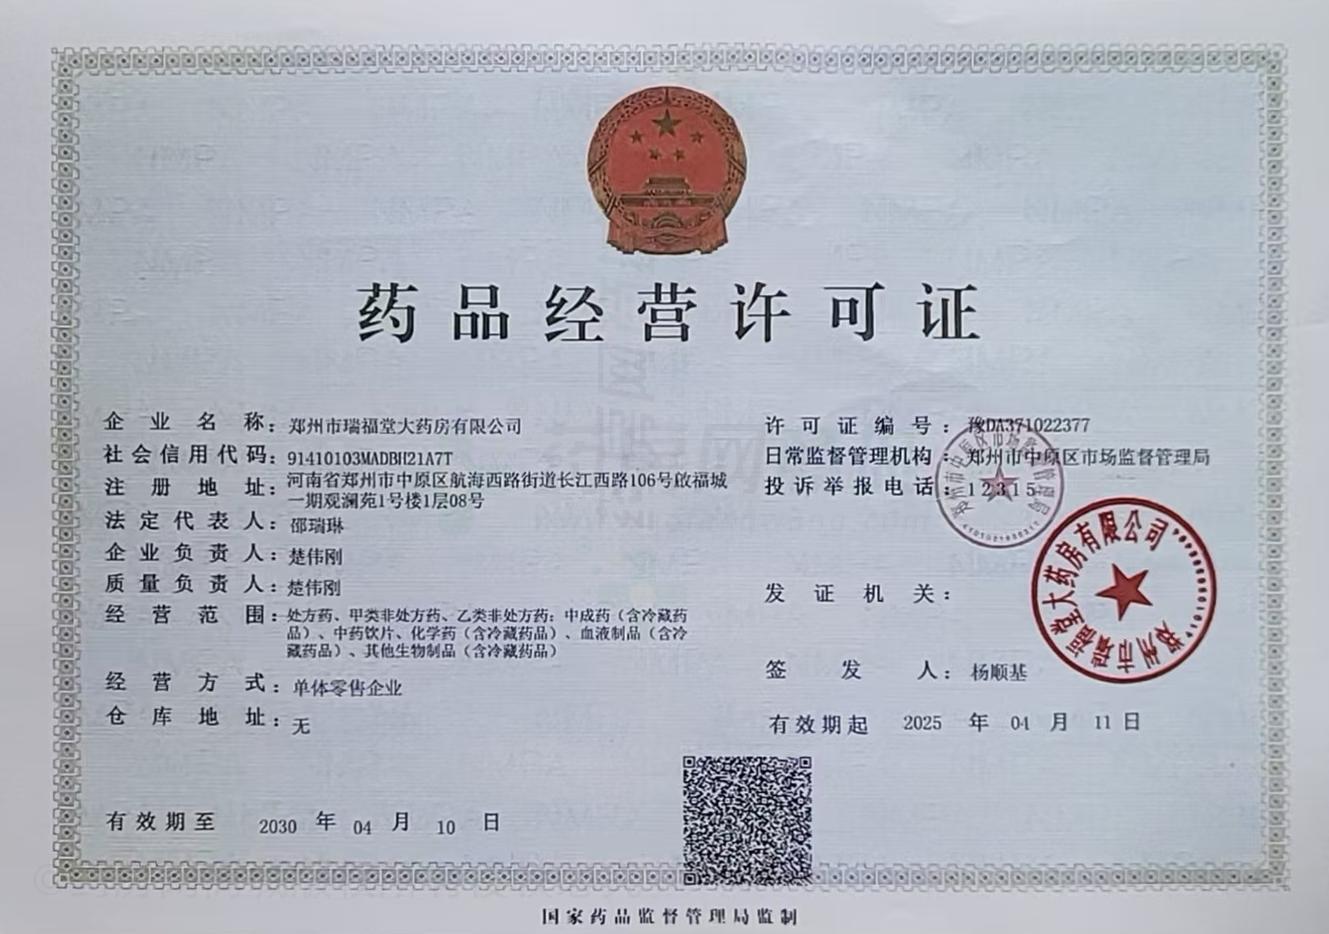 药品经营许可证
企业名称：郑州市瑞福堂大药房有限公司
社会信用代码：91410103MADBH21A7T
注册地址：河南省郑州市中原区航海西路街道长江西路106号啟福城
一期观澜苑1号楼1层08号
法定代表人：邵瑞琳
企业负责人：楚伟刚
质量负责人：楚伟刚
经营范围：处方药、甲类非处方药、乙类非处方药：中成药（含冷藏药
品）、中药饮片、化学药（含冷藏药品）、血液制品（含冷
藏药品）、其他生物制品（含冷藏药品）
经营方式：单体零售企业
仓库地址：无
有效期至 2030 年 04 月 10 日
许可证编号：豫DA371022377
日常监督管理机构：郑州市中原区市场监督管理局
投诉举报电话：12315
发证机关：
签发人：杨顺基
有效期起 2025 年 04 月 11 日
郑州市瑞福堂大药房有限公司
国家药品监督管理局监制